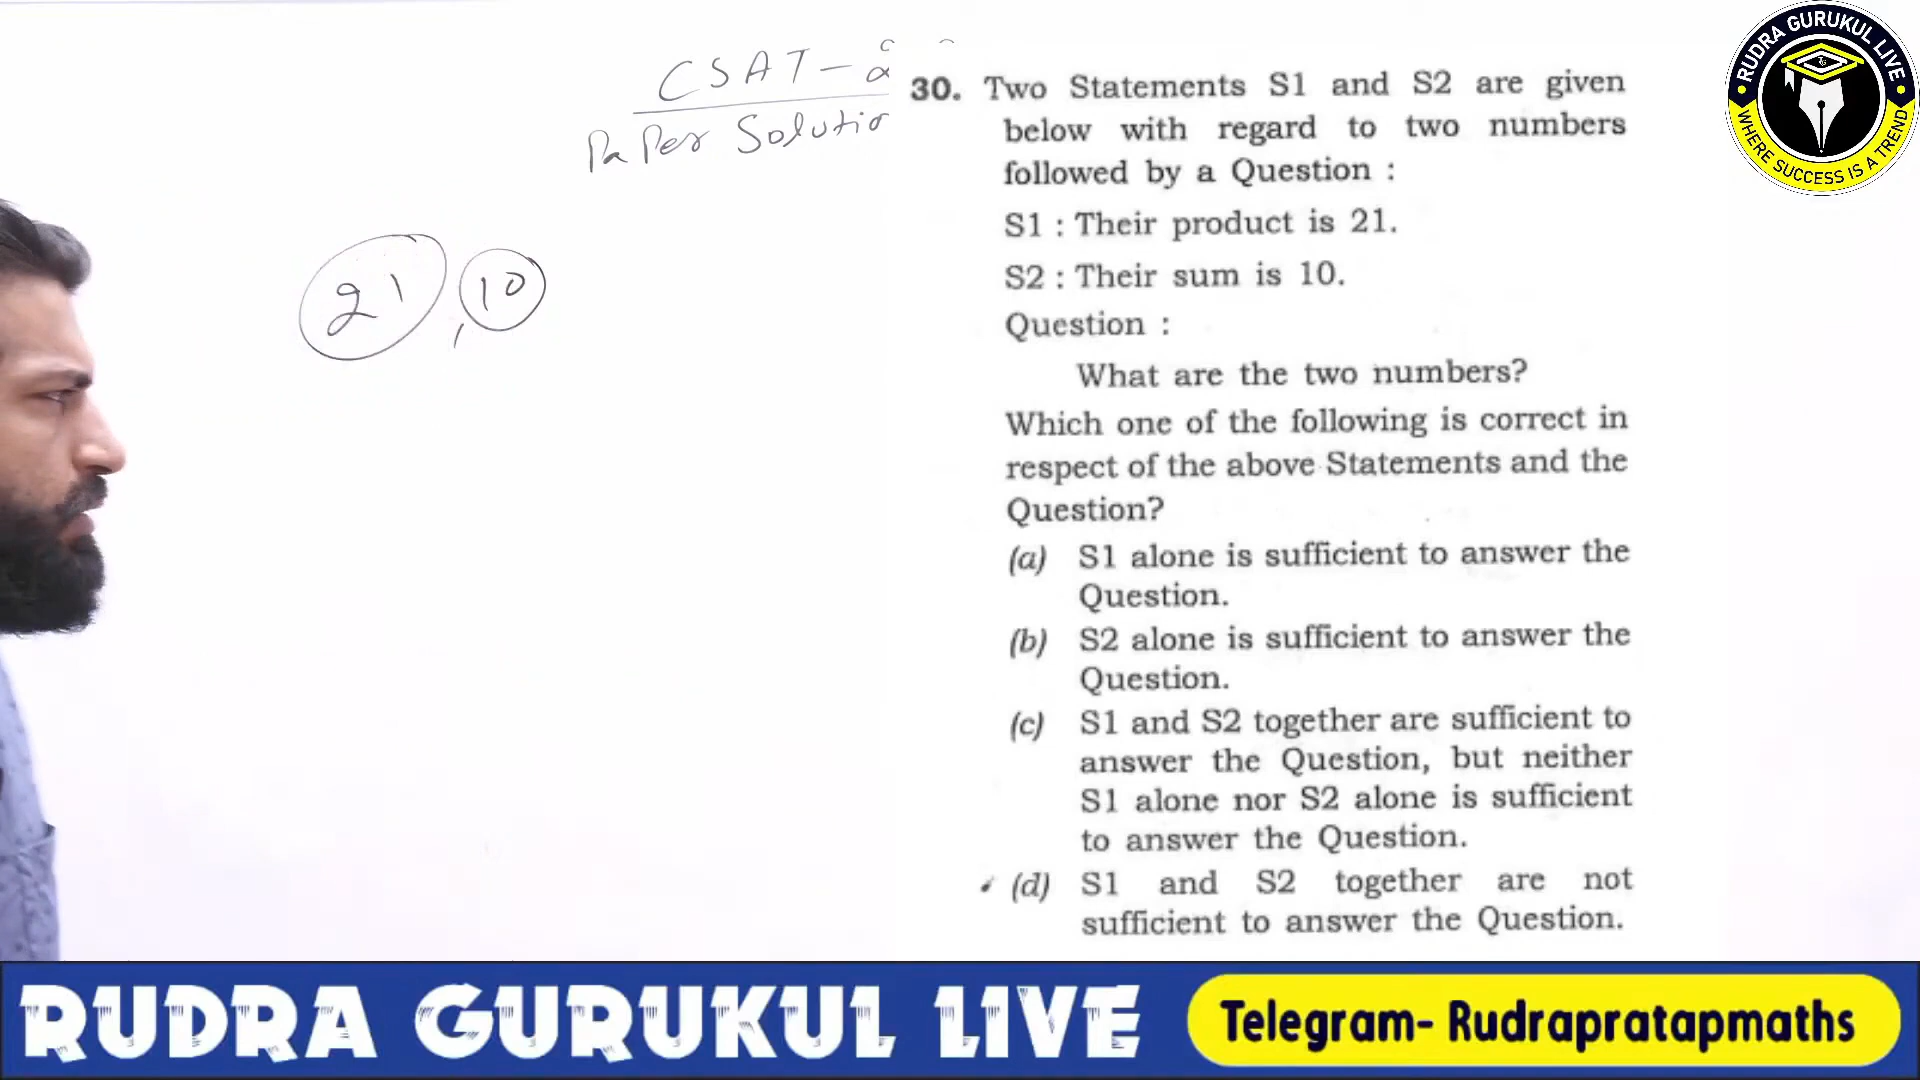 CSAT-2
Paper Solutio
21, 10
30. Two Statements S1 and S2 are given
below with regard to two numbers
followed by a Question :
S1 : Their product is 21.
S2 : Their sum is 10.
Question :
What are the two numbers?
Which one of the following is correct in
respect of the above Statements and the
Question?
(a) S1 alone is sufficient to answer the
Question.
(b) S2 alone is sufficient to answer the
Question.
(c) S1 and S2 together are sufficient to
answer the Question, but neither
S1 alone nor S2 alone is sufficient
to answer the Question.
(d) S1 and S2 together are not
sufficient to answer the Question.
RUDRA GURUKUL LIVE
WHERE SUCCESS IS A TREND
RUDRA GURUKUL LIVE
Telegram- Rudrapratapmaths